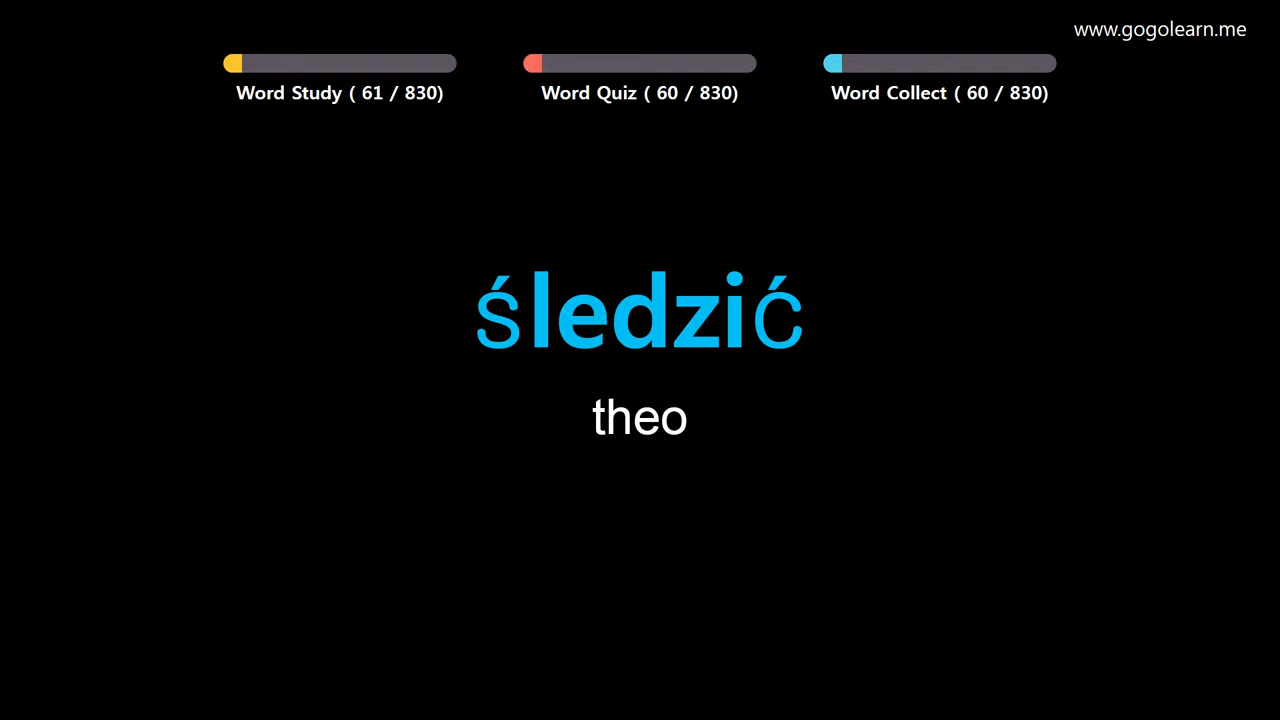 www.gogolearn.me
Word Study ( 61 / 830)
Word Quiz ( 60 / 830)
Word Collect ( 60 / 830)
śledzić
theo